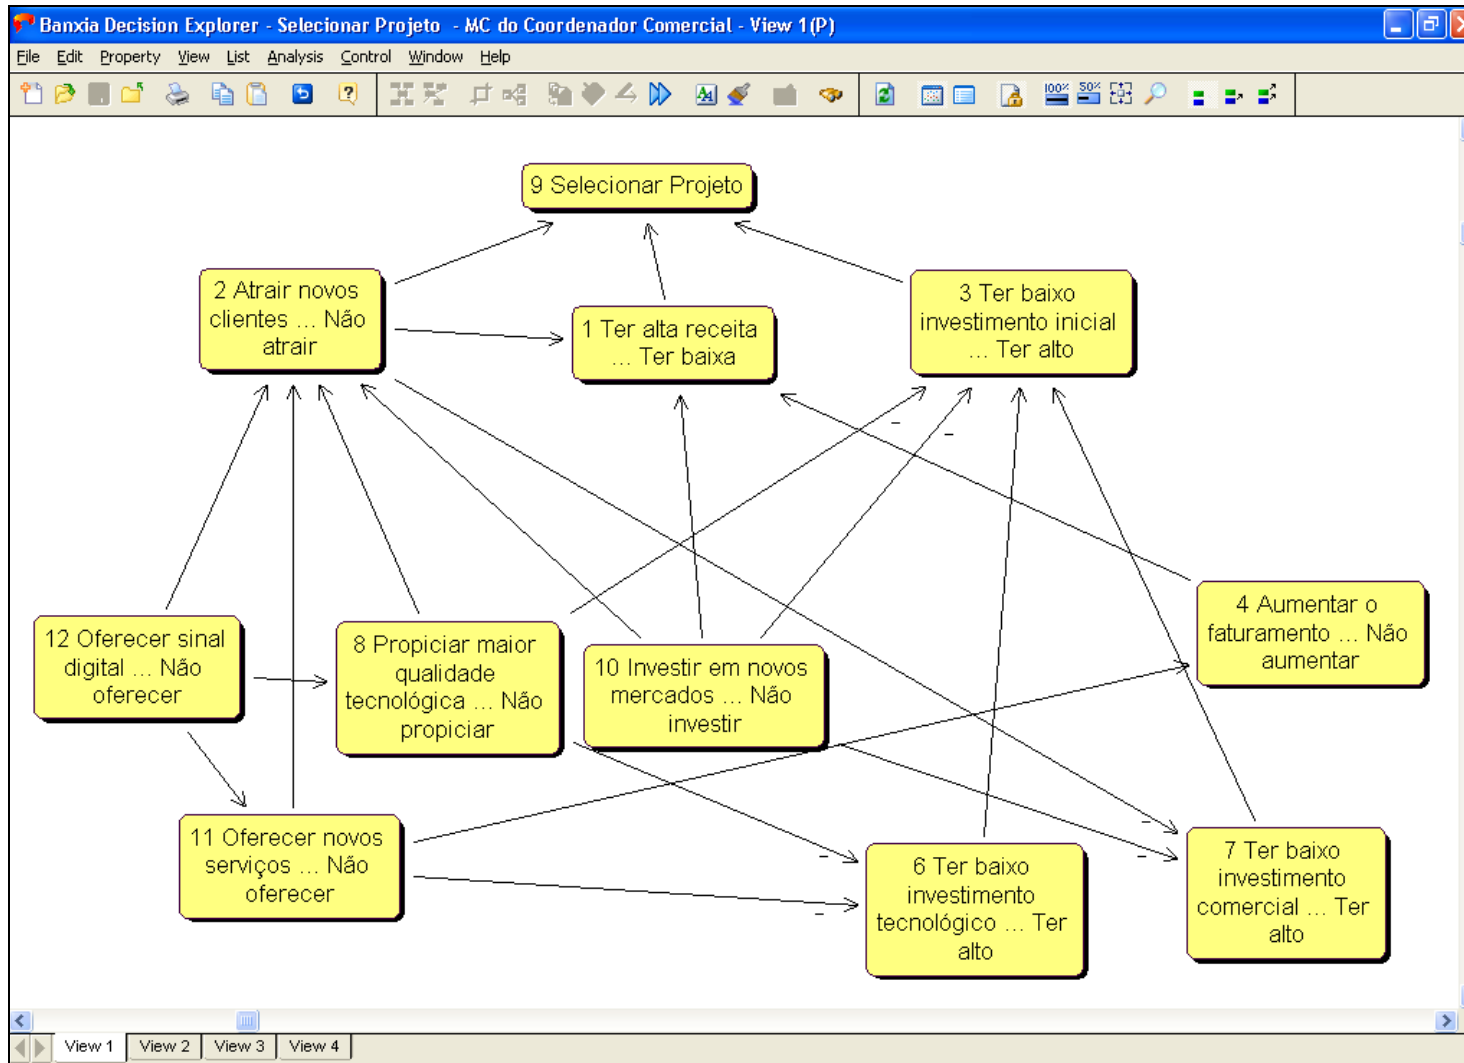 Banxia Decision Explorer - Selecionar Projeto - MC do Coordenador Comercial - View 1(P)
File Edit Property View List Analysis Control Window Help
100% 50%
9 Selecionar Projeto
2 Atrair novos
clientes ... Não
atrair
1 Ter alta receita
... Ter baixa
3 Ter baixo
investimento inicial
... Ter alto
-
-
12 Oferecer sinal
digital ... Não
oferecer
8 Propiciar maior
qualidade
tecnológica ... Não
propiciar
10 Investir em novos
mercados ... Não
investir
4 Aumentar o
faturamento ... Não
aumentar
11 Oferecer novos
serviços ... Não
oferecer
-
-
-
-
6 Ter baixo
investimento
tecnológico ... Ter
alto
7 Ter baixo
investimento
comercial ... Ter
alto
View 1 View 2 View 3 View 4